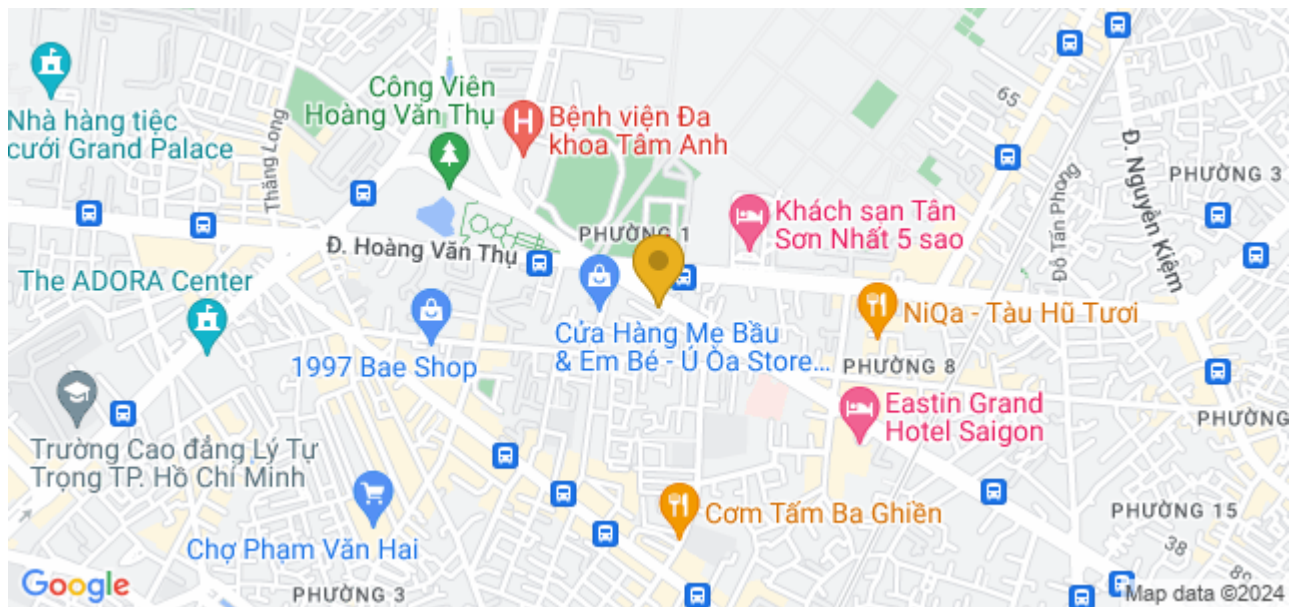 65
Công Viên
Hoàng Văn Thụ
Bệnh viện Đa
khoa Tâm Anh
Nhà hàng tiệc
cưới Grand Palace
Thăng Long
Đ. Nguyễn Kiệm
PHƯỜNG 3
Đỗ Tấn Phong
Khách sạn Tân
Sơn Nhất 5 sao
PHƯỜNG 1
Đ. Hoàng Văn Thụ
The ADORA Center
NiQa - Tàu Hũ Tươi
Cửa Hàng Mẹ Bầu
& Em Bé - Ú Òa Store...
1997 Bae Shop
PHƯỜNG 8
Eastin Grand
Hotel Saigon
PHƯỜNG
Trường Cao đẳng Lý Tự
Trọng TP. Hồ Chí Minh
Cơm Tấm Ba Ghiền
PHƯỜNG 15
38
Chợ Phạm Văn Hai
Google
PHƯỜNG 3
Map data ©2024